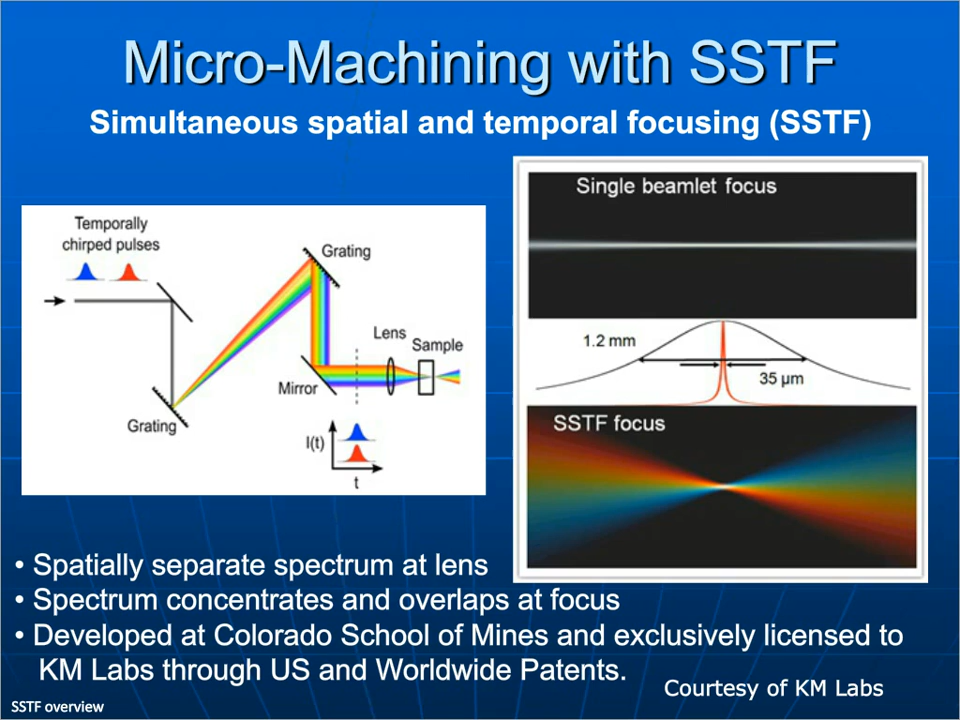 Micro-Machining with SSTF
Simultaneous spatial and temporal focusing (SSTF)
Temporally
chirped pulses
Grating
Lens
Sample
Mirror
Grating
I(t)
t
Single beamlet focus
1.2 mm
35 µm
SSTF focus
• Spatially separate spectrum at lens
• Spectrum concentrates and overlaps at focus
• Developed at Colorado School of Mines and exclusively licensed to
KM Labs through US and Worldwide Patents.
Courtesy of KM Labs
SSTF overview